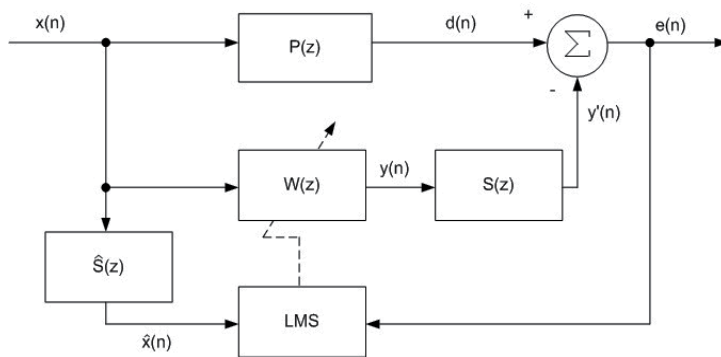 x(n)
P(z)
d(n)
+
Σ
e(n)
-
y'(n)
W(z)
y(n)
S(z)
Ŝ(z)
x̂(n)
LMS